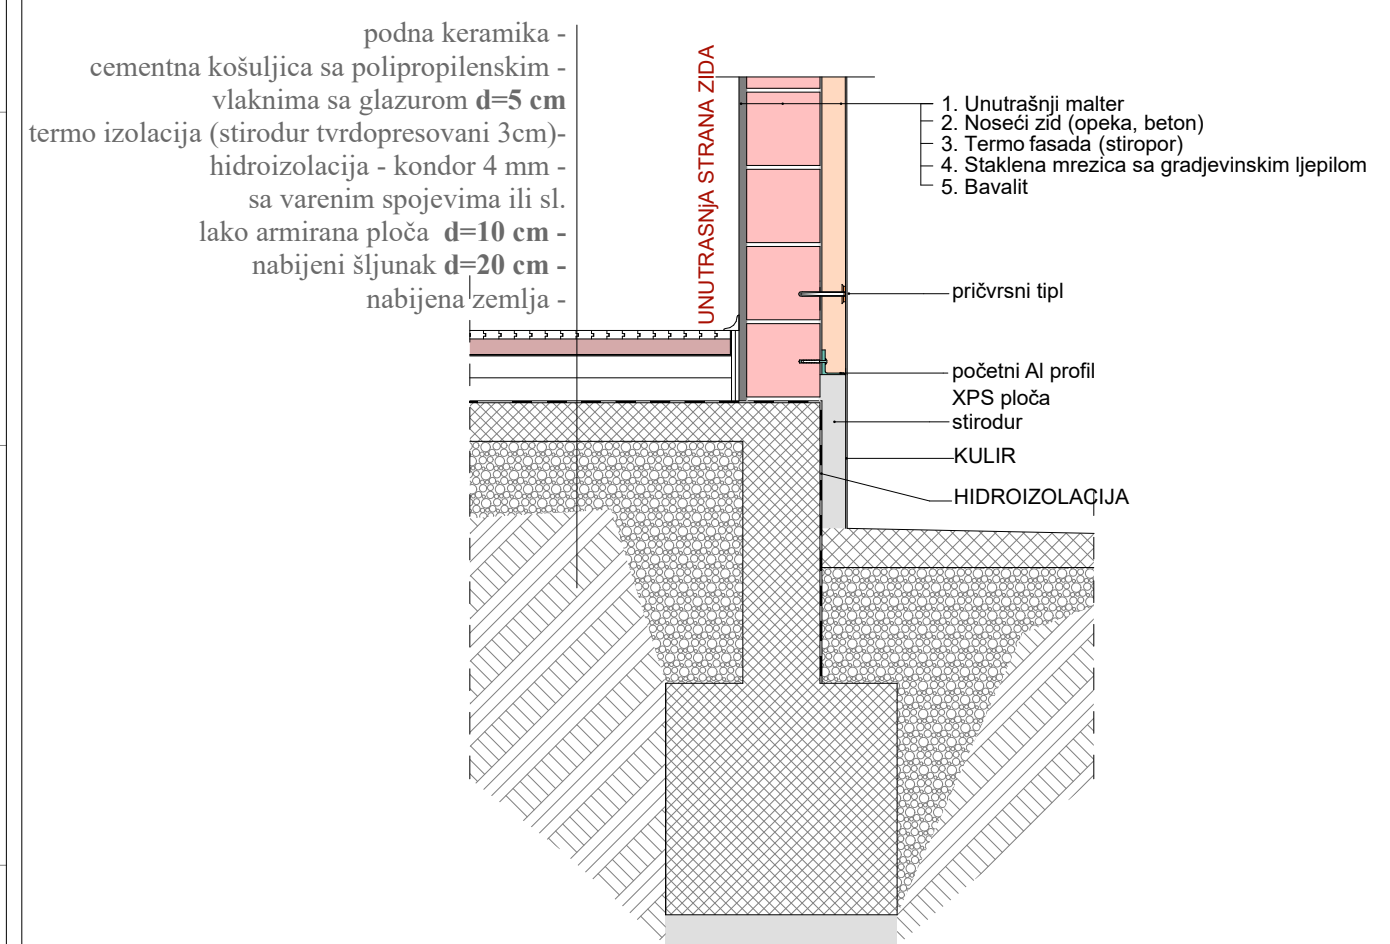 podna keramika -
cementna košuljica sa polipropilenskim -
vlaknima sa glazurom d=5 cm
termo izolacija (stirodur tvrdopresovani 3cm)-
hidroizolacija - kondor 4 mm -
sa varenim spojevima ili sl.
lako armirana ploča d=10 cm -
nabijeni šljunak d=20 cm -
nabijena zemlja -
UNUTRASNjA STRANA ZIDA
1. Unutrašnji malter
2. Noseći zid (opeka, beton)
3. Termo fasada (stiropor)
4. Staklena mrezica sa gradjevinskim ljepilom
5. Bavalit
pričvrsni tipl
početni Al profil
XPS ploča
stirodur
KULIR
HIDROIZOLACIJA